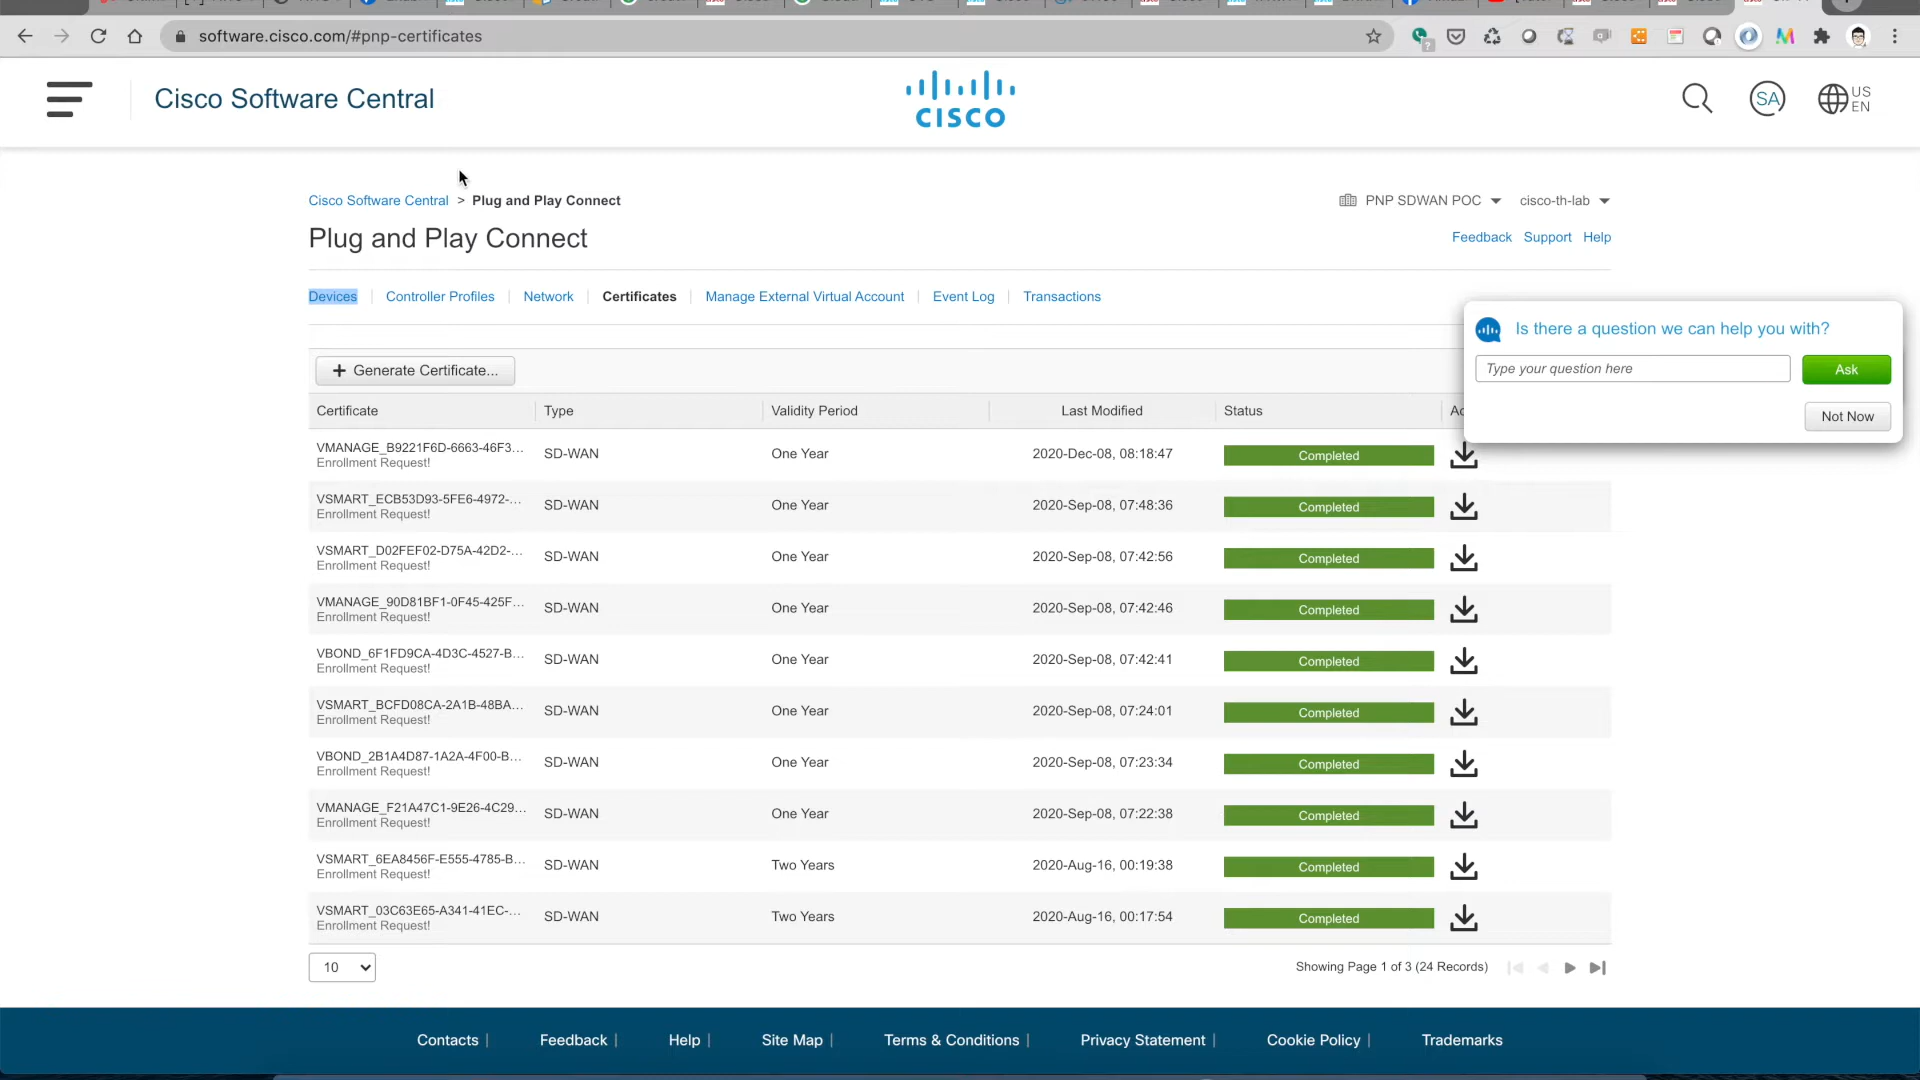 software.cisco.com/#pnp-certificates
Cisco Software Central
CISCO
SA
US
EN
Cisco Software Central > Plug and Play Connect
PNP SDWAN POC
cisco-th-lab
Plug and Play Connect
Feedback Support Help
Devices
Controller Profiles
Network
Certificates
Manage External Virtual Account
Event Log
Transactions
Is there a question we can help you with?
Type your question here
Ask
Not Now
+ Generate Certificate...
Certificate Type Validity Period Last Modified Status
VMANAGE_B9221F6D-6663-46F3...
Enrollment Request!
SD-WAN One Year 2020-Dec-08, 08:18:47 Completed
VSMART_ECB53D93-5FE6-4972-...
Enrollment Request!
SD-WAN One Year 2020-Sep-08, 07:48:36 Completed
VSMART_D02FEF02-D75A-42D2-...
Enrollment Request!
SD-WAN One Year 2020-Sep-08, 07:42:56 Completed
VMANAGE_90D81BF1-0F45-425F...
Enrollment Request!
SD-WAN One Year 2020-Sep-08, 07:42:46 Completed
VBOND_6F1FD9CA-4D3C-4527-B...
Enrollment Request!
SD-WAN One Year 2020-Sep-08, 07:42:41 Completed
VSMART_BCFD08CA-2A1B-48BA...
Enrollment Request!
SD-WAN One Year 2020-Sep-08, 07:24:01 Completed
VBOND_2B1A4D87-1A2A-4F00-B...
Enrollment Request!
SD-WAN One Year 2020-Sep-08, 07:23:34 Completed
VMANAGE_F21A47C1-9E26-4C29...
Enrollment Request!
SD-WAN One Year 2020-Sep-08, 07:22:38 Completed
VSMART_6EA8456F-E555-4785-B...
Enrollment Request!
SD-WAN Two Years 2020-Aug-16, 00:19:38 Completed
VSMART_03C63E65-A341-41EC-...
Enrollment Request!
SD-WAN Two Years 2020-Aug-16, 00:17:54 Completed
10
Showing Page 1 of 3 (24 Records)
Contacts | Feedback | Help | Site Map | Terms & Conditions | Privacy Statement | Cookie Policy | Trademarks